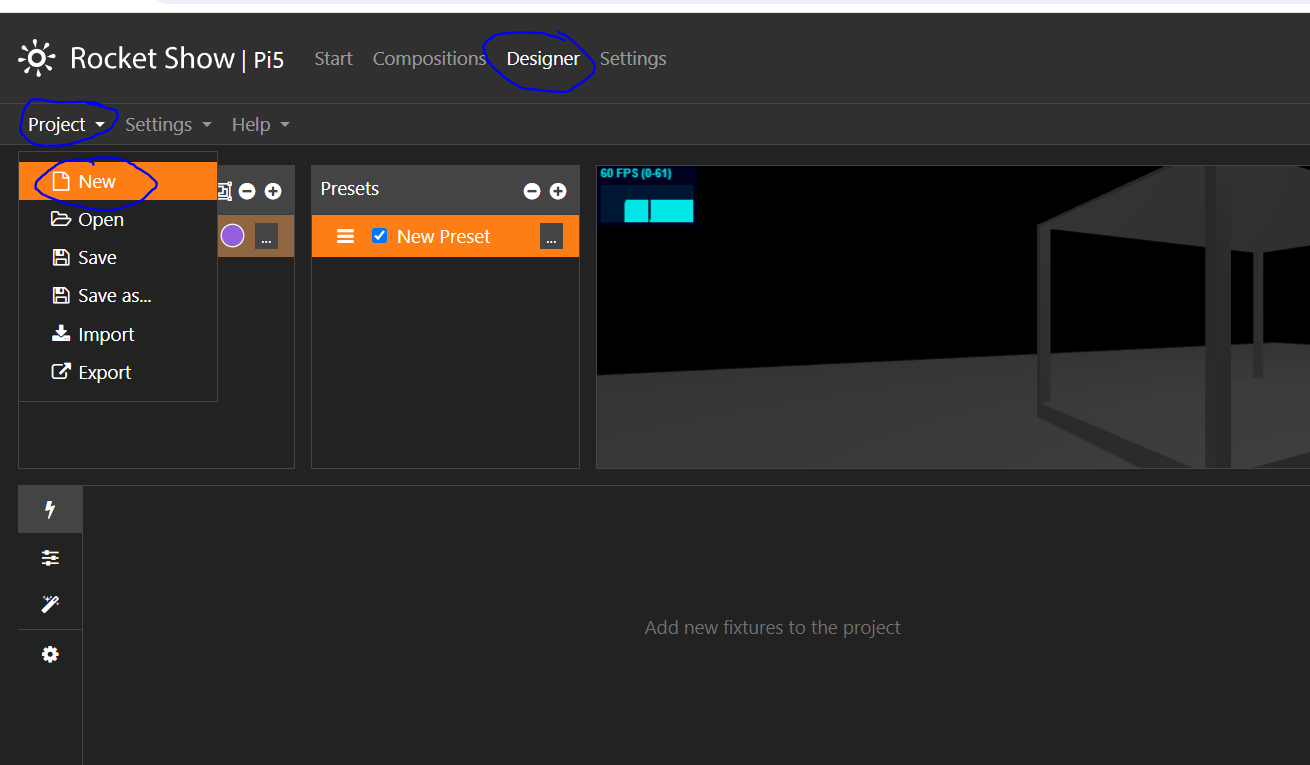 Rocket Show | Pi5 Start Compositions Designer Settings
Project Settings Help
New
Open
Save
Save as...
Import
Export
...
Presets
New Preset ...
60 FPS (0-61)
Add new fixtures to the project